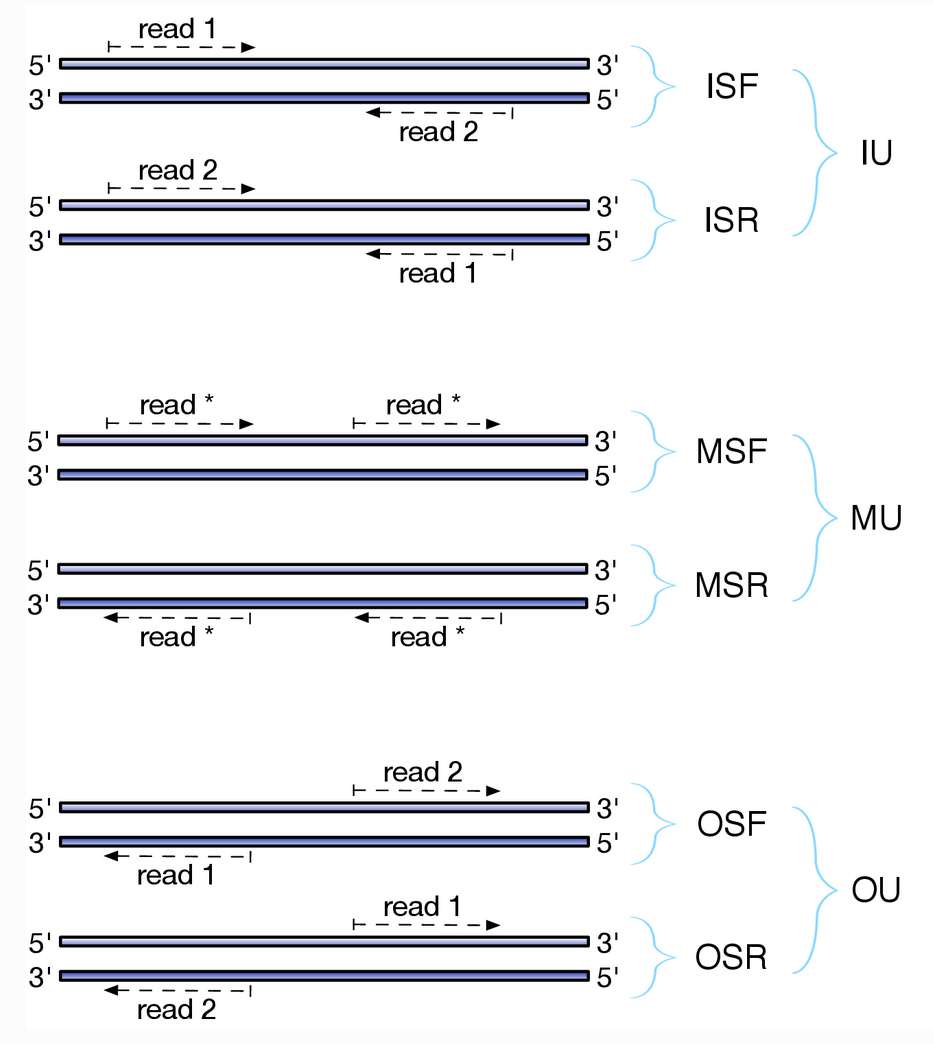 read 1
5' 3'
ISF
3' 5'
read 2
IU
read 2
5' 3'
ISR
3' 5'
read 1
read * read *
5' 3'
MSF
3' 5'
MU
5' 3'
MSR
3' 5'
read * read *
read 2
5' 3'
OSF
3' 5'
read 1
OU
read 1
5' 3'
OSR
3' 5'
read 2